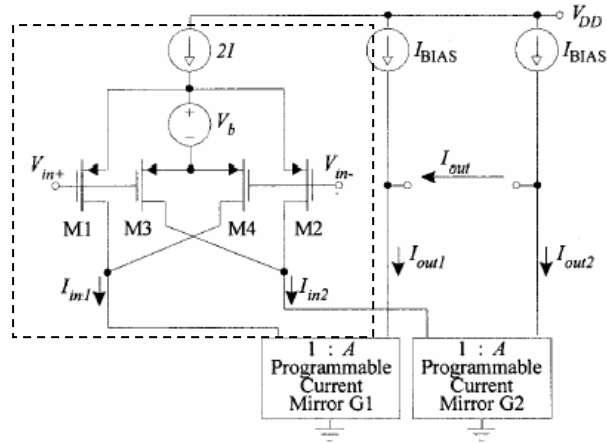 V_DD
2I
I_BIAS
I_BIAS
+
V_b
−
V_in+
V_in-
I_out
M1
M3
M4
M2
I_in1
I_in2
I_out1
I_out2
1 : A
Programmable
Current
Mirror G1
1 : A
Programmable
Current
Mirror G2